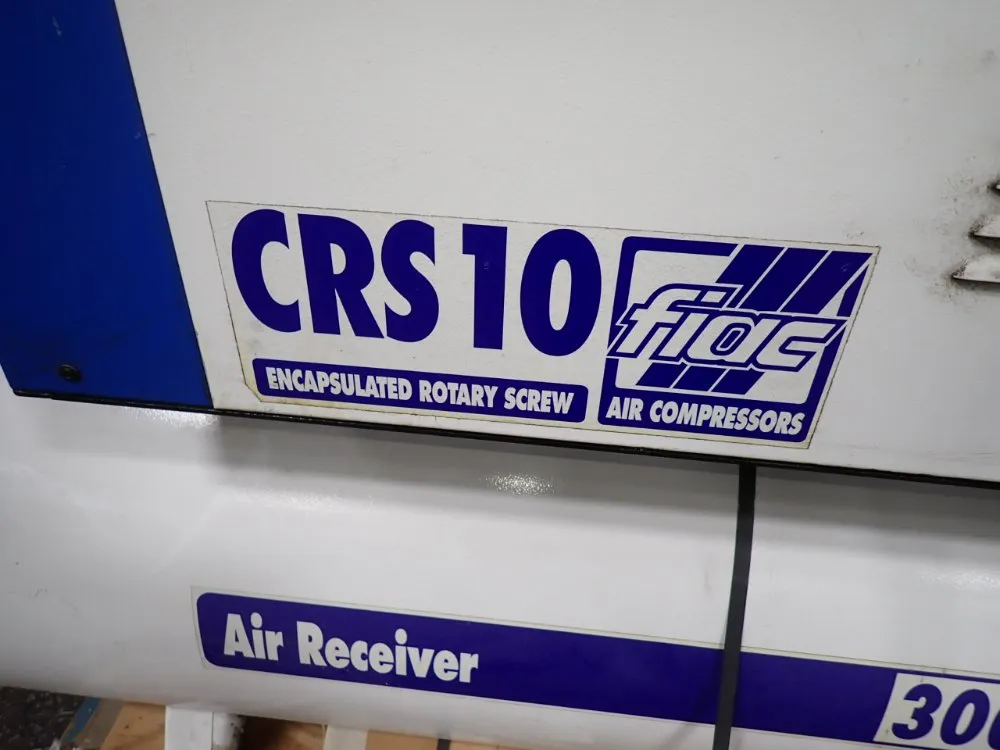 CRS 10
ENCAPSULATED ROTARY SCREW
fiac
AIR COMPRESSORS
Air Receiver